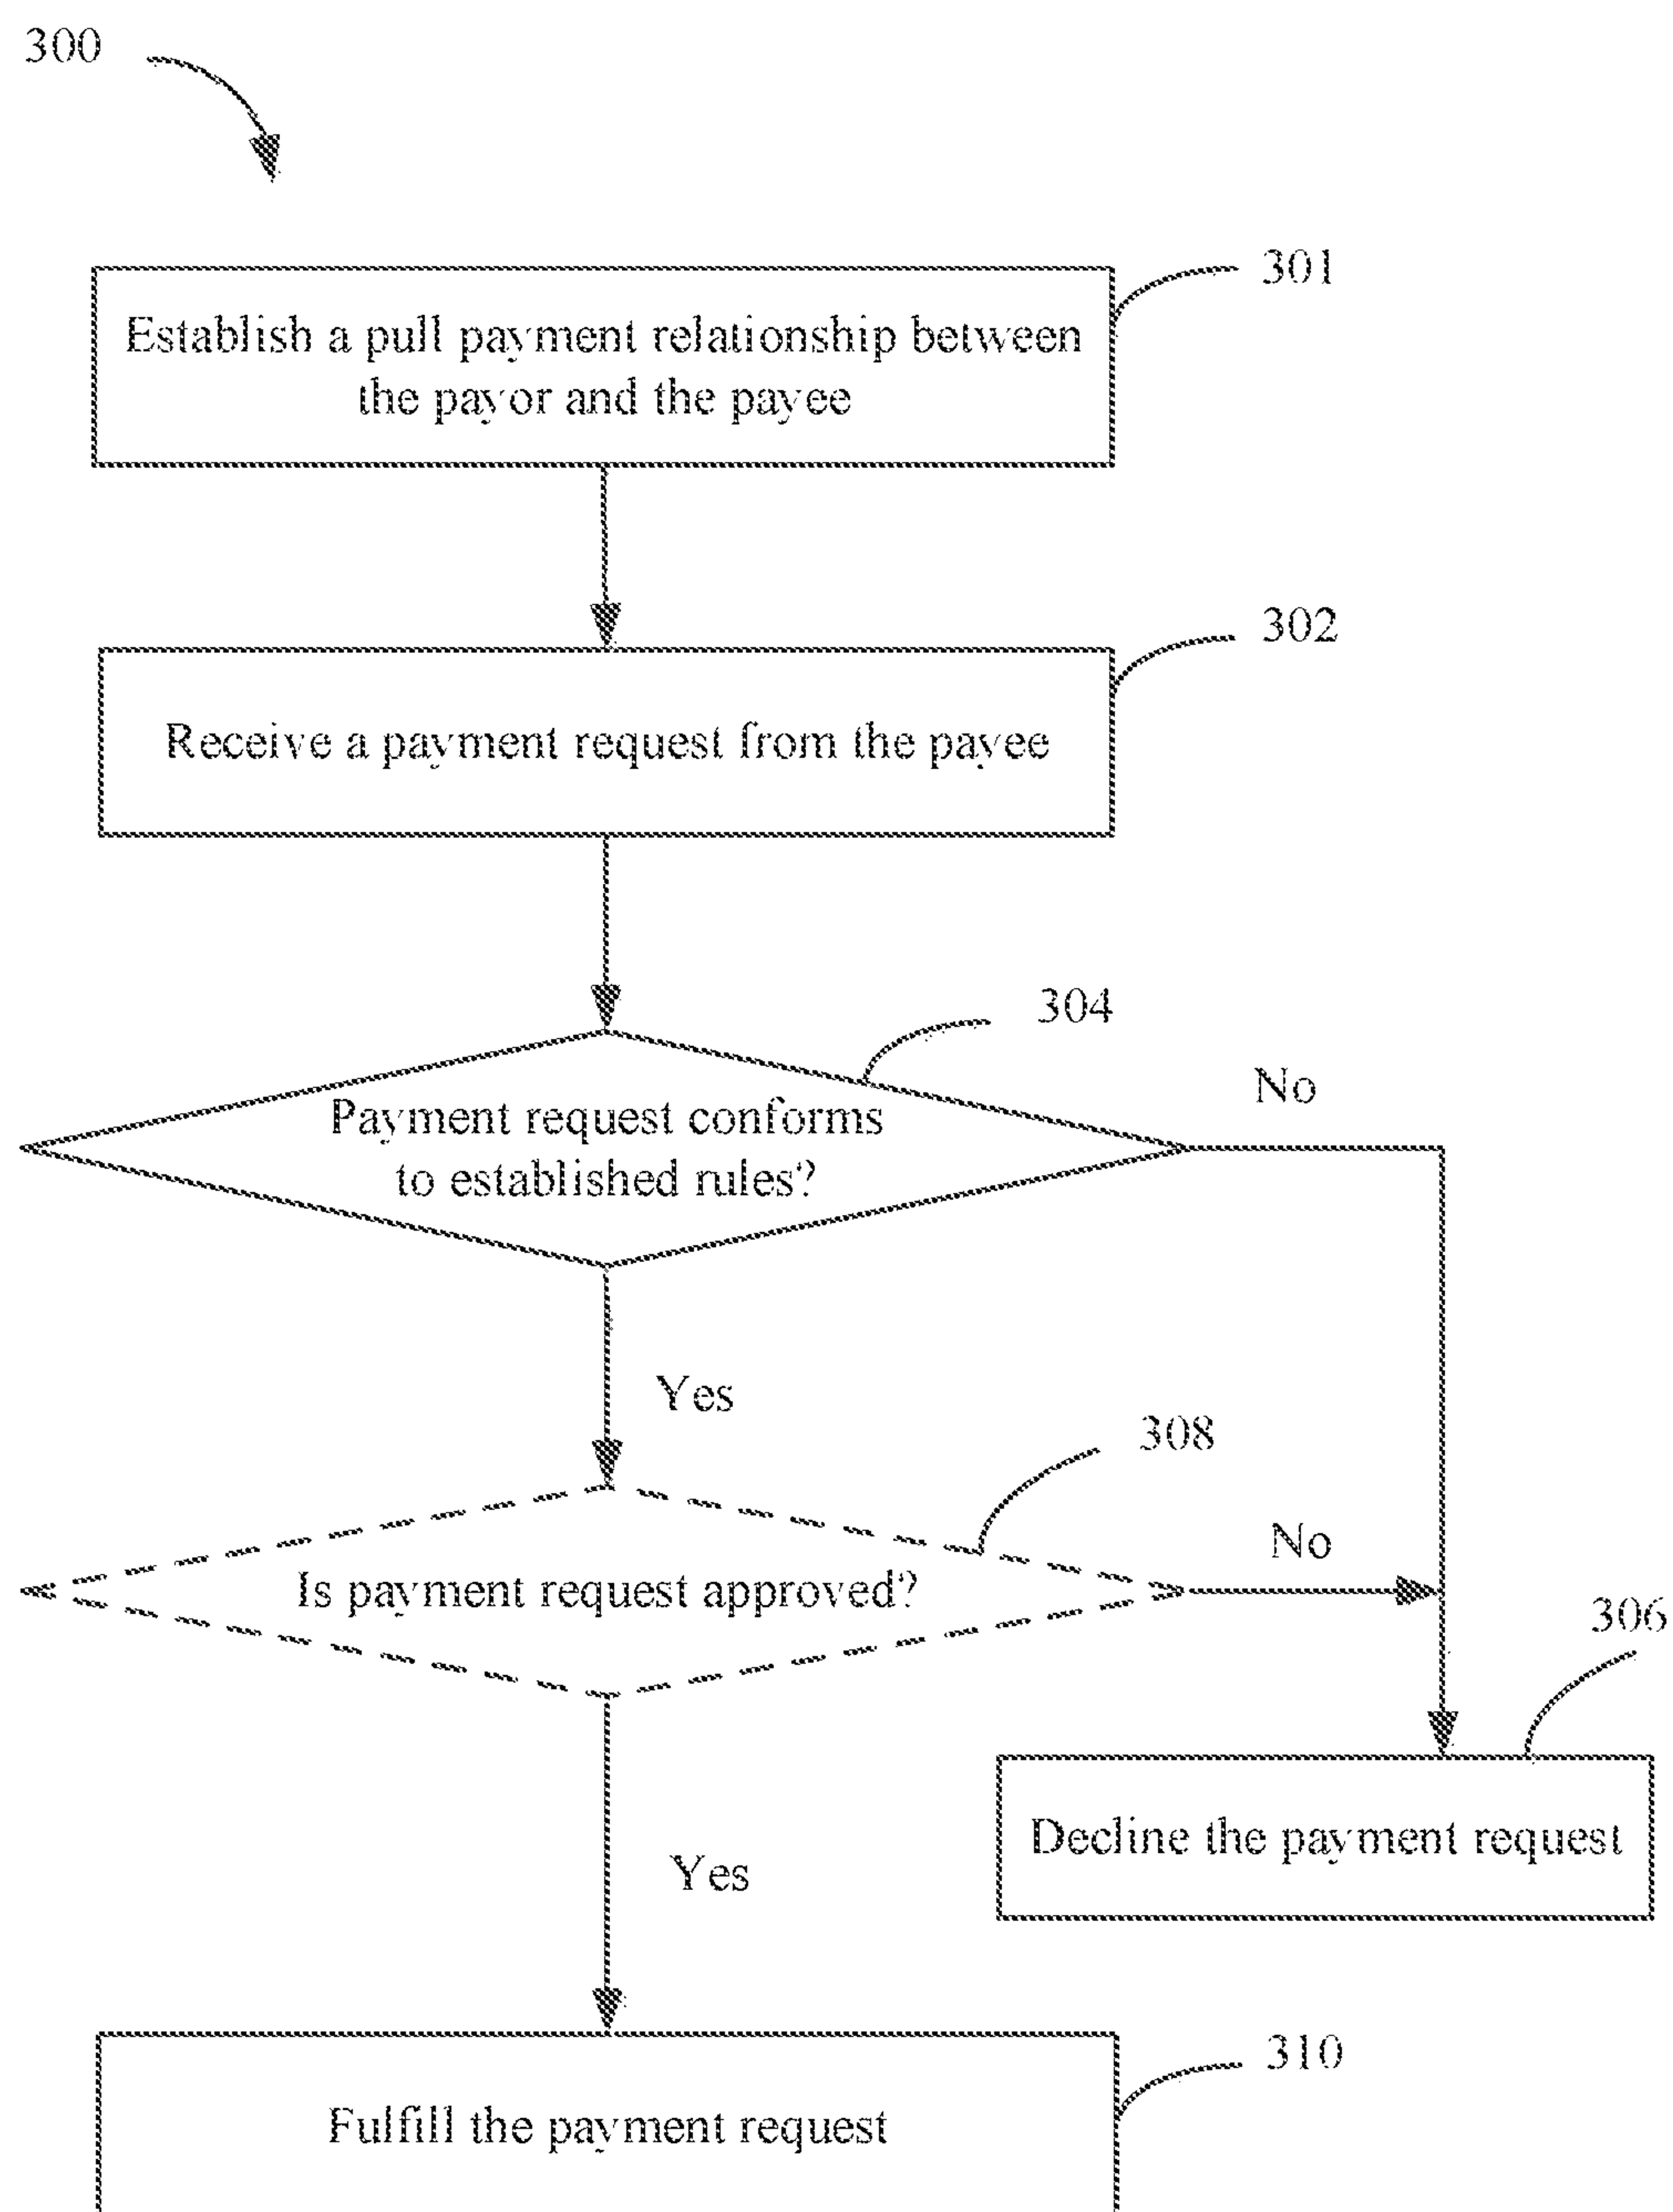 300
301
Establish a pull payment relationship between
the payor and the payee
302
Receive a payment request from the payee
304
No
Payment request conforms
to established rules?
Yes
308
No
Is payment request approved?
306
Decline the payment request
Yes
310
Fulfill the payment request